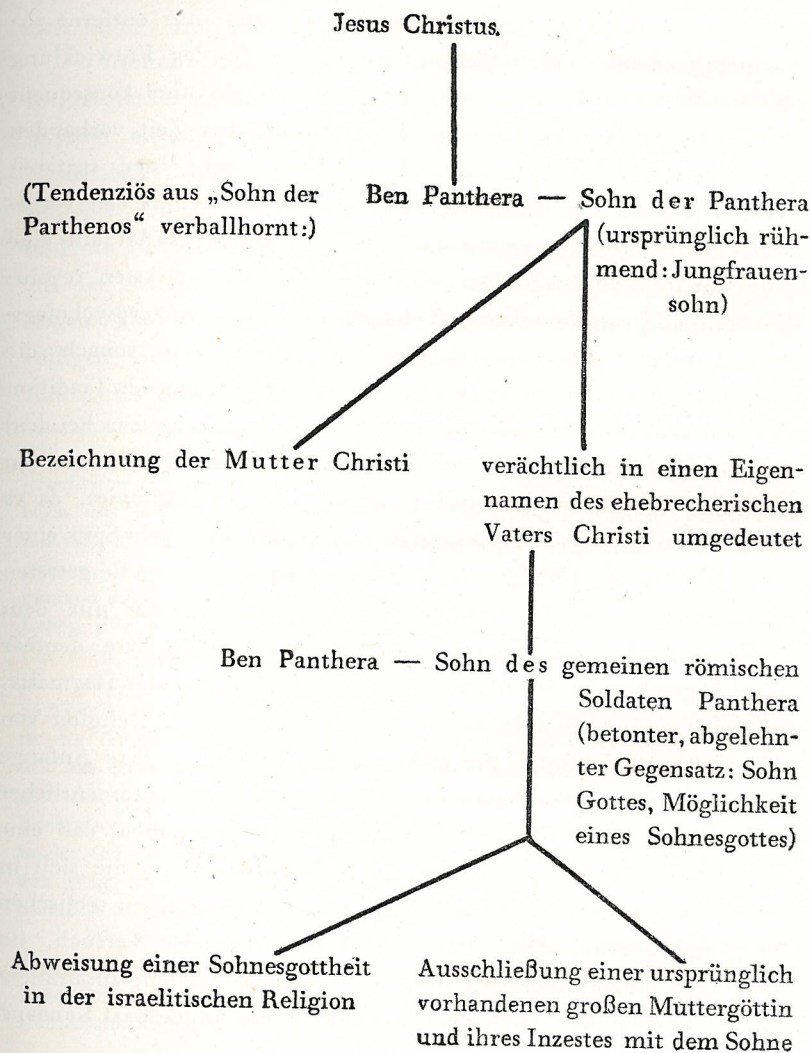 Jesus Christus.
(Tendenziös aus „Sohn der
Parthenos“ verballhornt:)
Ben Panthera — Sohn der Panthera
(ursprünglich rüh-
mend: Jungfrauen-
sohn)
Bezeichnung der Mutter Christi
verächtlich in einen Eigen-
namen des ehebrecherischen
Vaters Christi umgedeutet
Ben Panthera — Sohn des gemeinen römischen
Soldaten Panthera
(betonter, abgelehn-
ter Gegensatz: Sohn
Gottes, Möglichkeit
eines Sohnesgottes)
Abweisung einer Sohnesgottheit
in der israelitischen Religion
Ausschließung einer ursprünglich
vorhandenen großen Muttergöttin
und ihres Inzestes mit dem Sohne